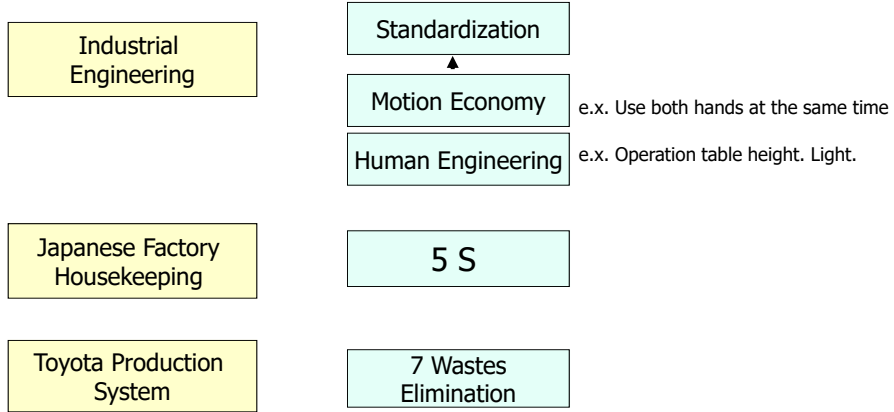 Industrial
Engineering
Standardization
Motion Economy
e.x. Use both hands at the same time
Human Engineering
e.x. Operation table height. Light.
Japanese Factory
Housekeeping
5 S
Toyota Production
System
7 Wastes
Elimination